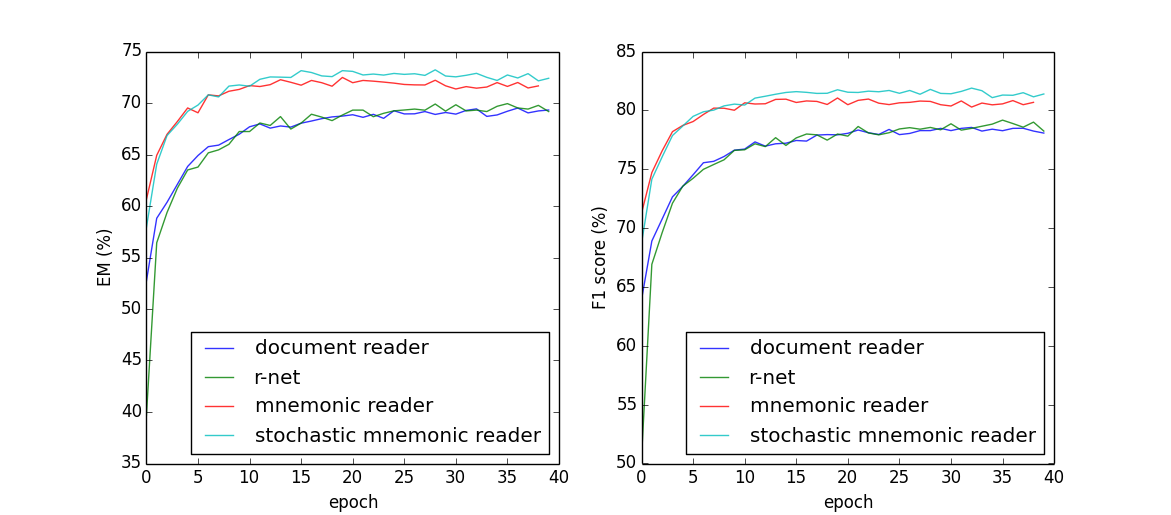 75
70
65
60
55
50
45
40
35
EM (%)
document reader
r-net
mnemonic reader
stochastic mnemonic reader
0 5 10 15 20 25 30 35 40
epoch
85
80
75
70
65
60
55
50
F1 score (%)
document reader
r-net
mnemonic reader
stochastic mnemonic reader
0 5 10 15 20 25 30 35 40
epoch